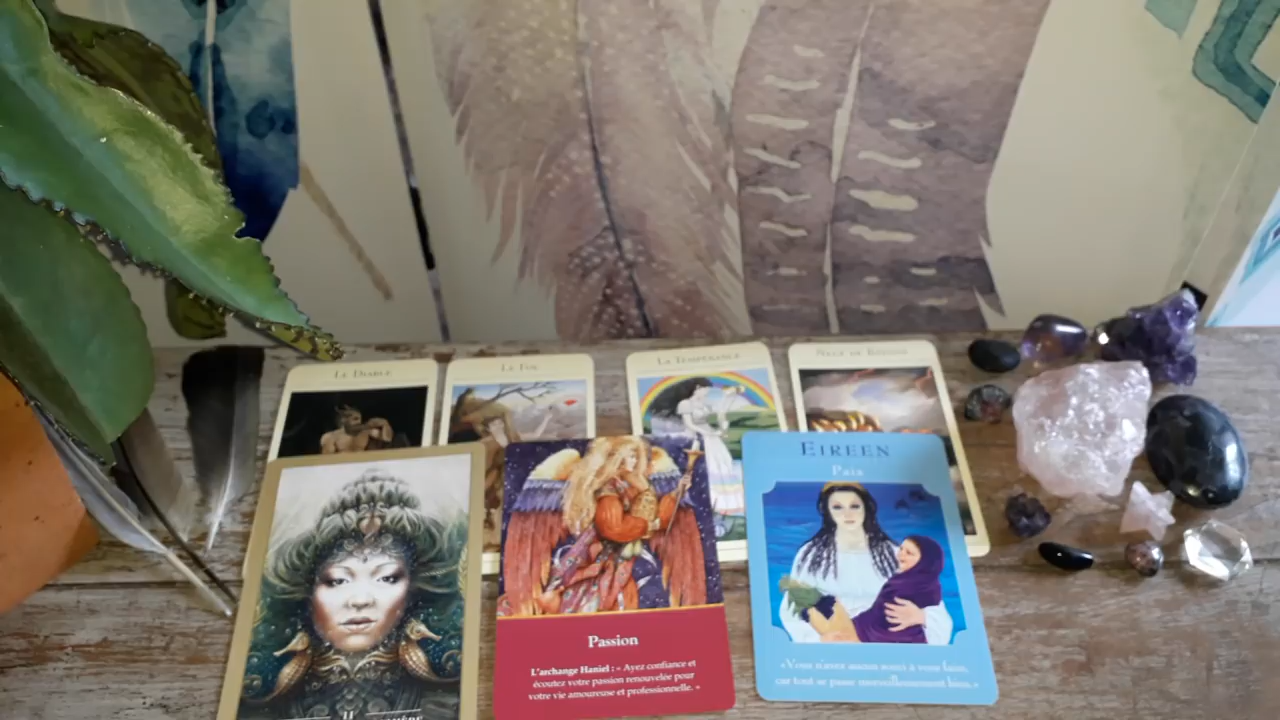 Le Diable
Le Fou
La Tempérance
EIREEN
Paix
Passion
L'archange Haniel : « Ayez confiance et
écoutez votre passion renouvelée pour
votre vie amoureuse et professionnelle. »
«Vous n'avez aucun souci à vous faire,
car tout se passe merveilleusement bien.»
II